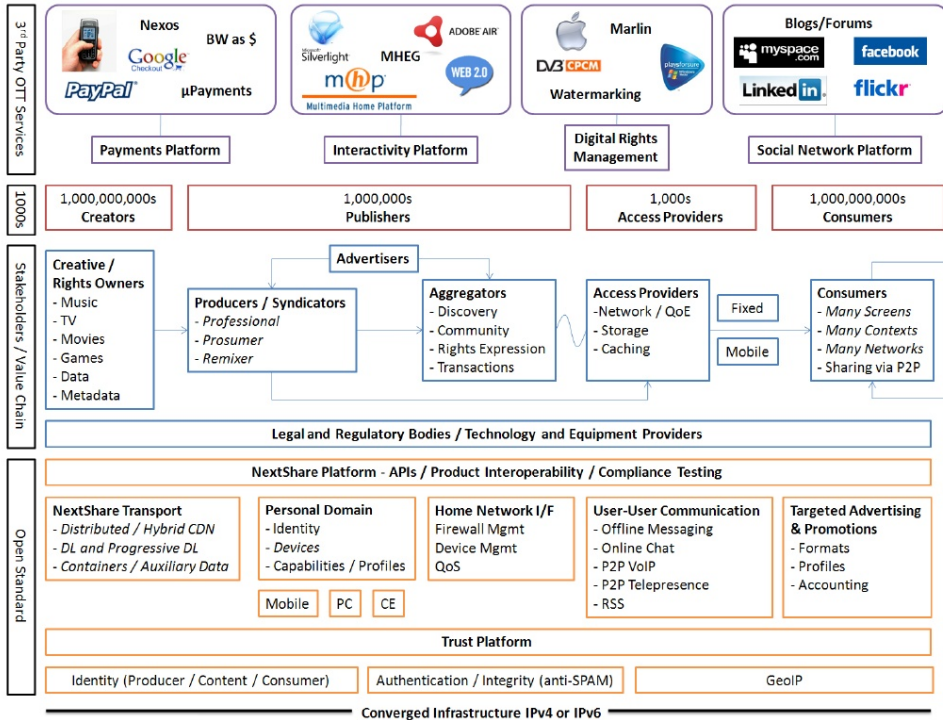 3rd Party OTT Services
Nexos
BW as $
Google
Checkout
PayPal
µPayments
Payments Platform
Microsoft
Silverlight
MHEG
ADOBE AIR
mhp
Multimedia Home Platform
WEB 2.0
Interactivity Platform
Marlin
DVB CPCM
playsforsure
Watermarking
Digital Rights
Management
Blogs/Forums
myspace
.com
facebook
Linked in
flickr
Social Network Platform
1000s
1,000,000,000s
Creators
1,000,000s
Publishers
1,000s
Access Providers
1,000,000,000s
Consumers
Stakeholders / Value Chain
Creative /
Rights Owners
- Music
- TV
- Movies
- Games
- Data
- Metadata
Advertisers
Producers / Syndicators
- Professional
- Prosumer
- Remixer
Aggregators
- Discovery
- Community
- Rights Expression
- Transactions
Access Providers
-Network / QoE
- Storage
- Caching
Fixed
Mobile
Consumers
- Many Screens
- Many Contexts
- Many Networks
- Sharing via P2P
Legal and Regulatory Bodies / Technology and Equipment Providers
Open Standard
NextShare Platform - APIs / Product Interoperability / Compliance Testing
NextShare Transport
- Distributed / Hybrid CDN
- DL and Progressive DL
- Containers / Auxiliary Data
Personal Domain
- Identity
- Devices
- Capabilities / Profiles
Mobile
PC
CE
Home Network I/F
Firewall Mgmt
Device Mgmt
QoS
User-User Communication
- Offline Messaging
- Online Chat
- P2P VoIP
- P2P Telepresence
- RSS
Targeted Advertising
& Promotions
- Formats
- Profiles
- Accounting
Trust Platform
Identity (Producer / Content / Consumer)
Authentication / Integrity (anti-SPAM)
GeoIP
Converged Infrastructure IPv4 or IPv6